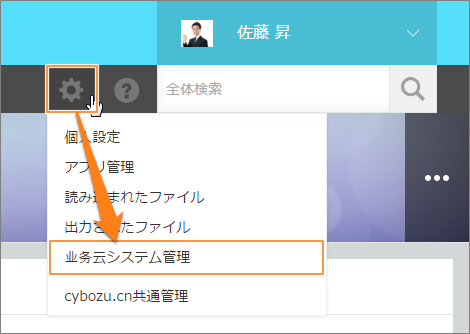 佐藤 昇
全体検索
個人設定
アプリ管理
読み込まれたファイル
出力されたファイル
业务云システム管理
cybozu.cn共通管理